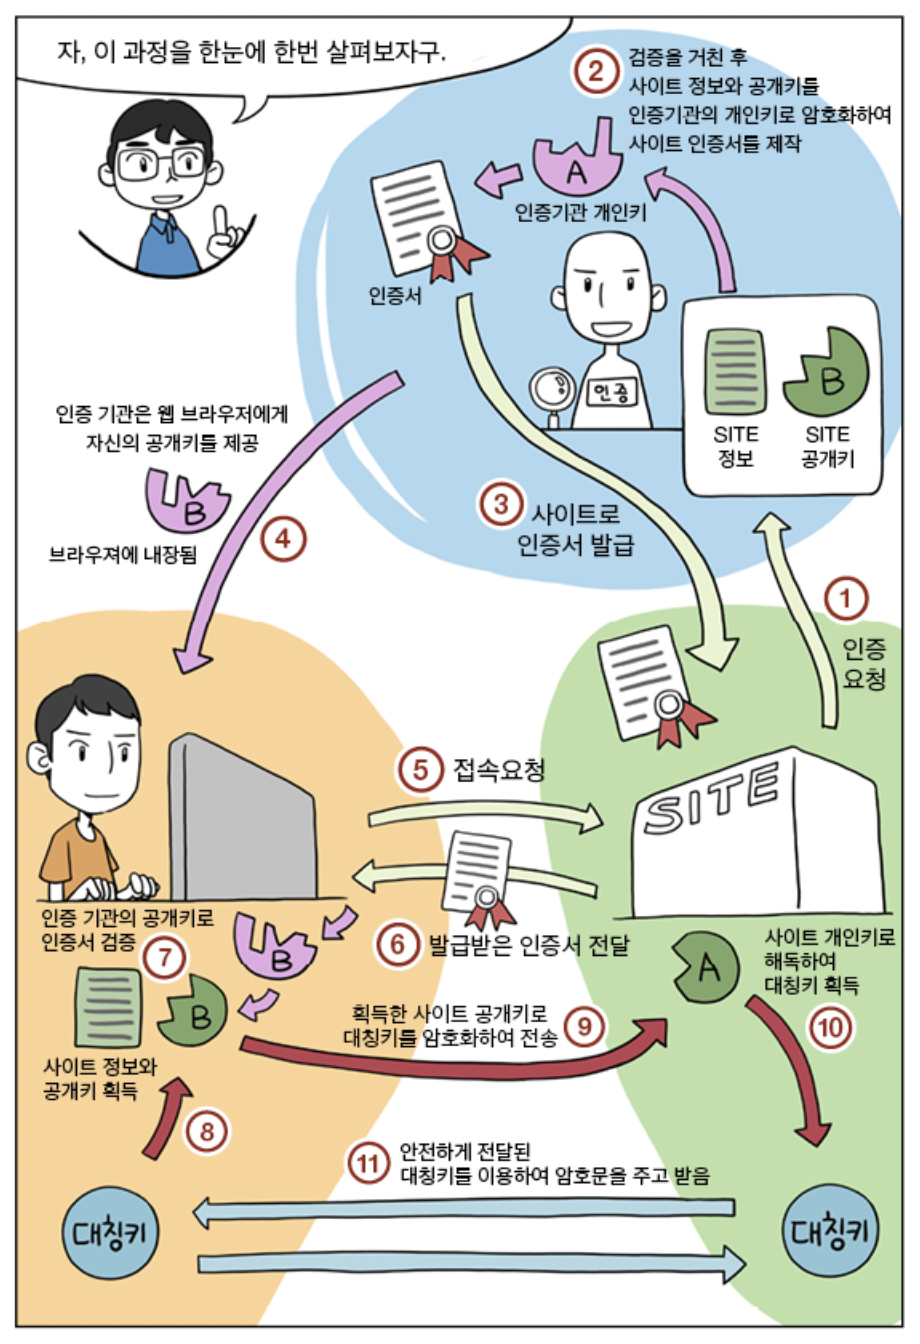 자, 이 과정을 한눈에 한번 살펴보자구.
2
검증을 거친 후
사이트 정보와 공개키를
인증기관의 개인키로 암호화하여
사이트 인증서를 제작
A
인증기관 개인키
인증서
인증
B
SITE
정보
SITE
공개키
인증 기관은 웹 브라우저에게
자신의 공개키를 제공
B
브라우져에 내장됨
4
3
사이트로
인증서 발급
1
인증
요청
5 접속요청
SITE
6 발급받은 인증서 전달
인증 기관의 공개키로
인증서 검증
7
B
B
사이트 정보와
공개키 획득
8
획득한 사이트 공개키로
대칭키를 암호화하여 전송
9
A
사이트 개인키로
해독하여
대칭키 획득
10
11
안전하게 전달된
대칭키를 이용하여 암호문을 주고 받음
대칭키
대칭키